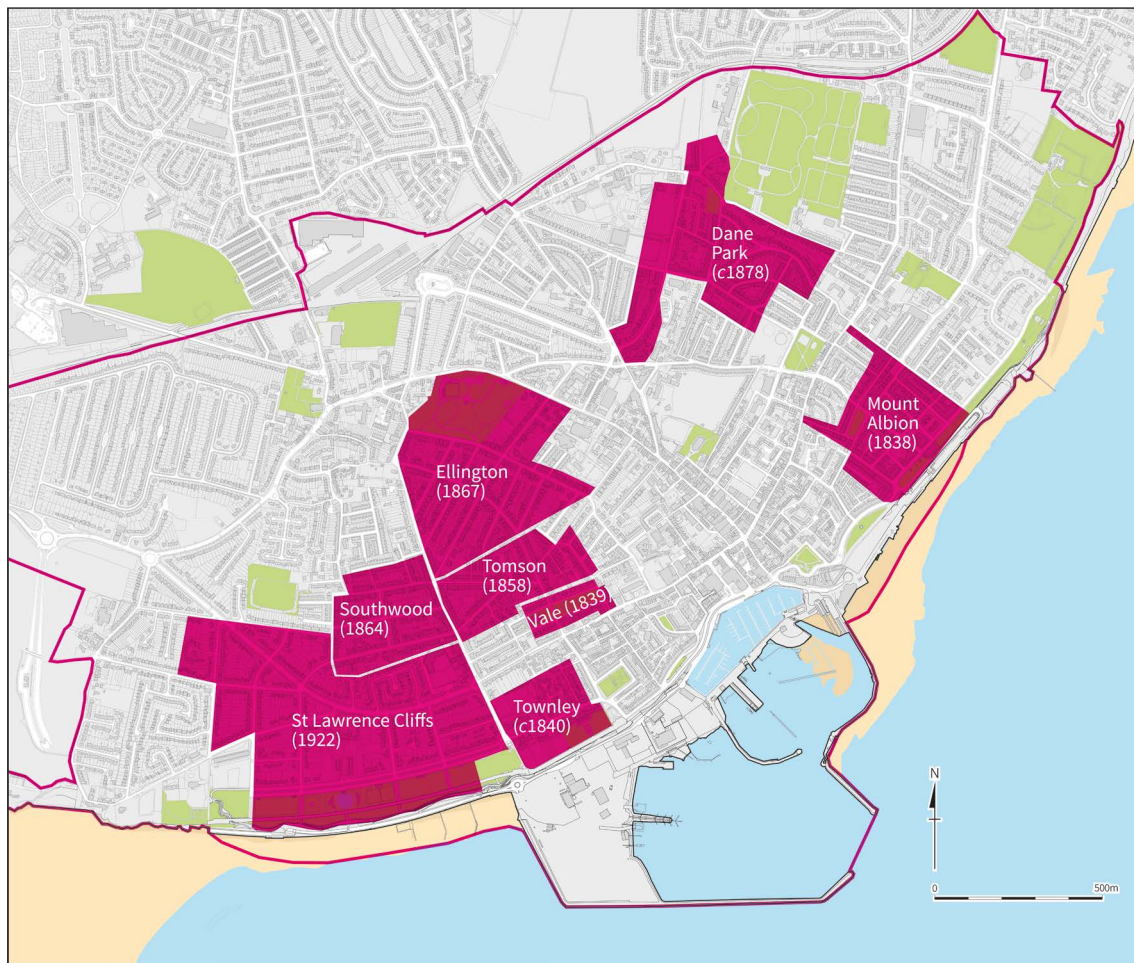 Dane
Park
(c1878)
Mount
Albion
(1838)
Ellington
(1867)
Tomson
(1858)
Vale (1839)
Southwood
(1864)
Townley
(c1840)
St Lawrence Cliffs
(1922)
N
0
500m